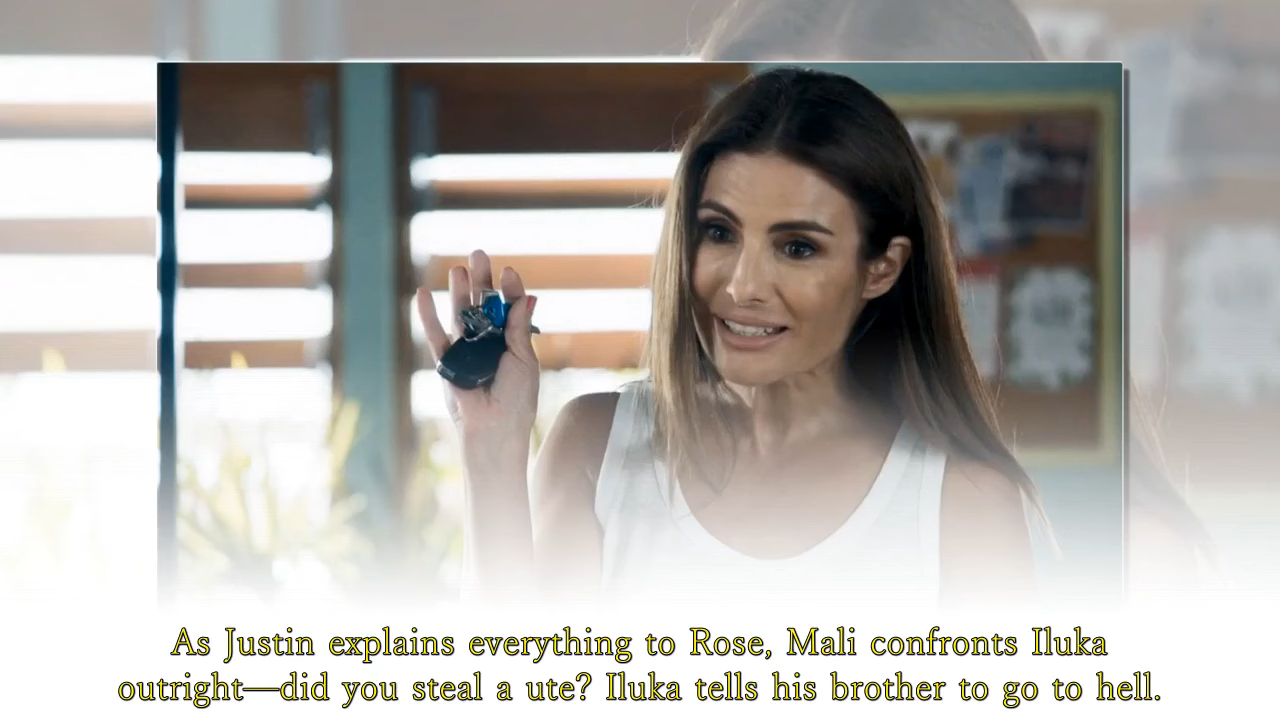 As Justin explains everything to Rose, Mali confronts Iluka
outright—did you steal a ute? Iluka tells his brother to go to hell.